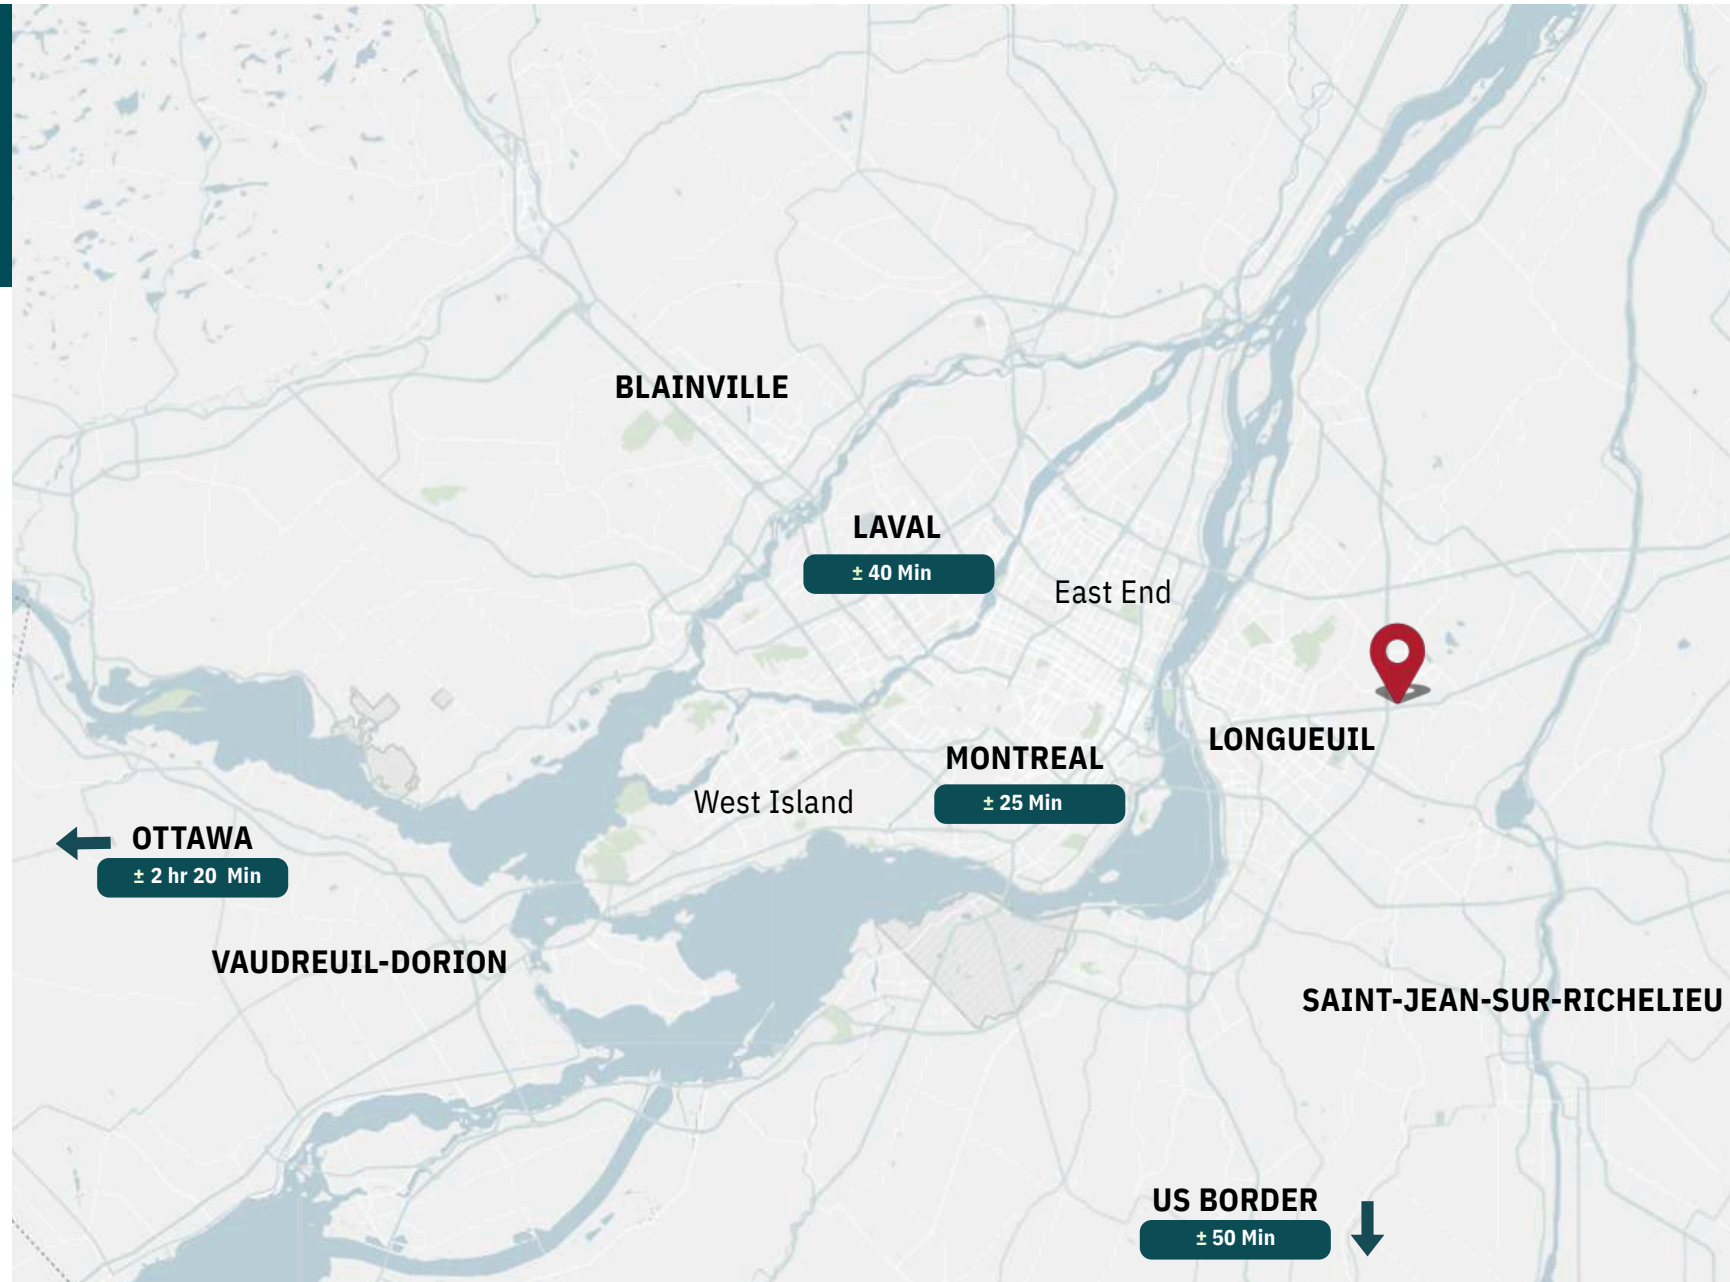 BLAINVILLE
LAVAL
± 40 Min
East End
LONGUEUIL
MONTREAL
± 25 Min
West Island
OTTAWA
± 2 hr 20 Min
VAUDREUIL-DORION
SAINT-JEAN-SUR-RICHELIEU
US BORDER
± 50 Min